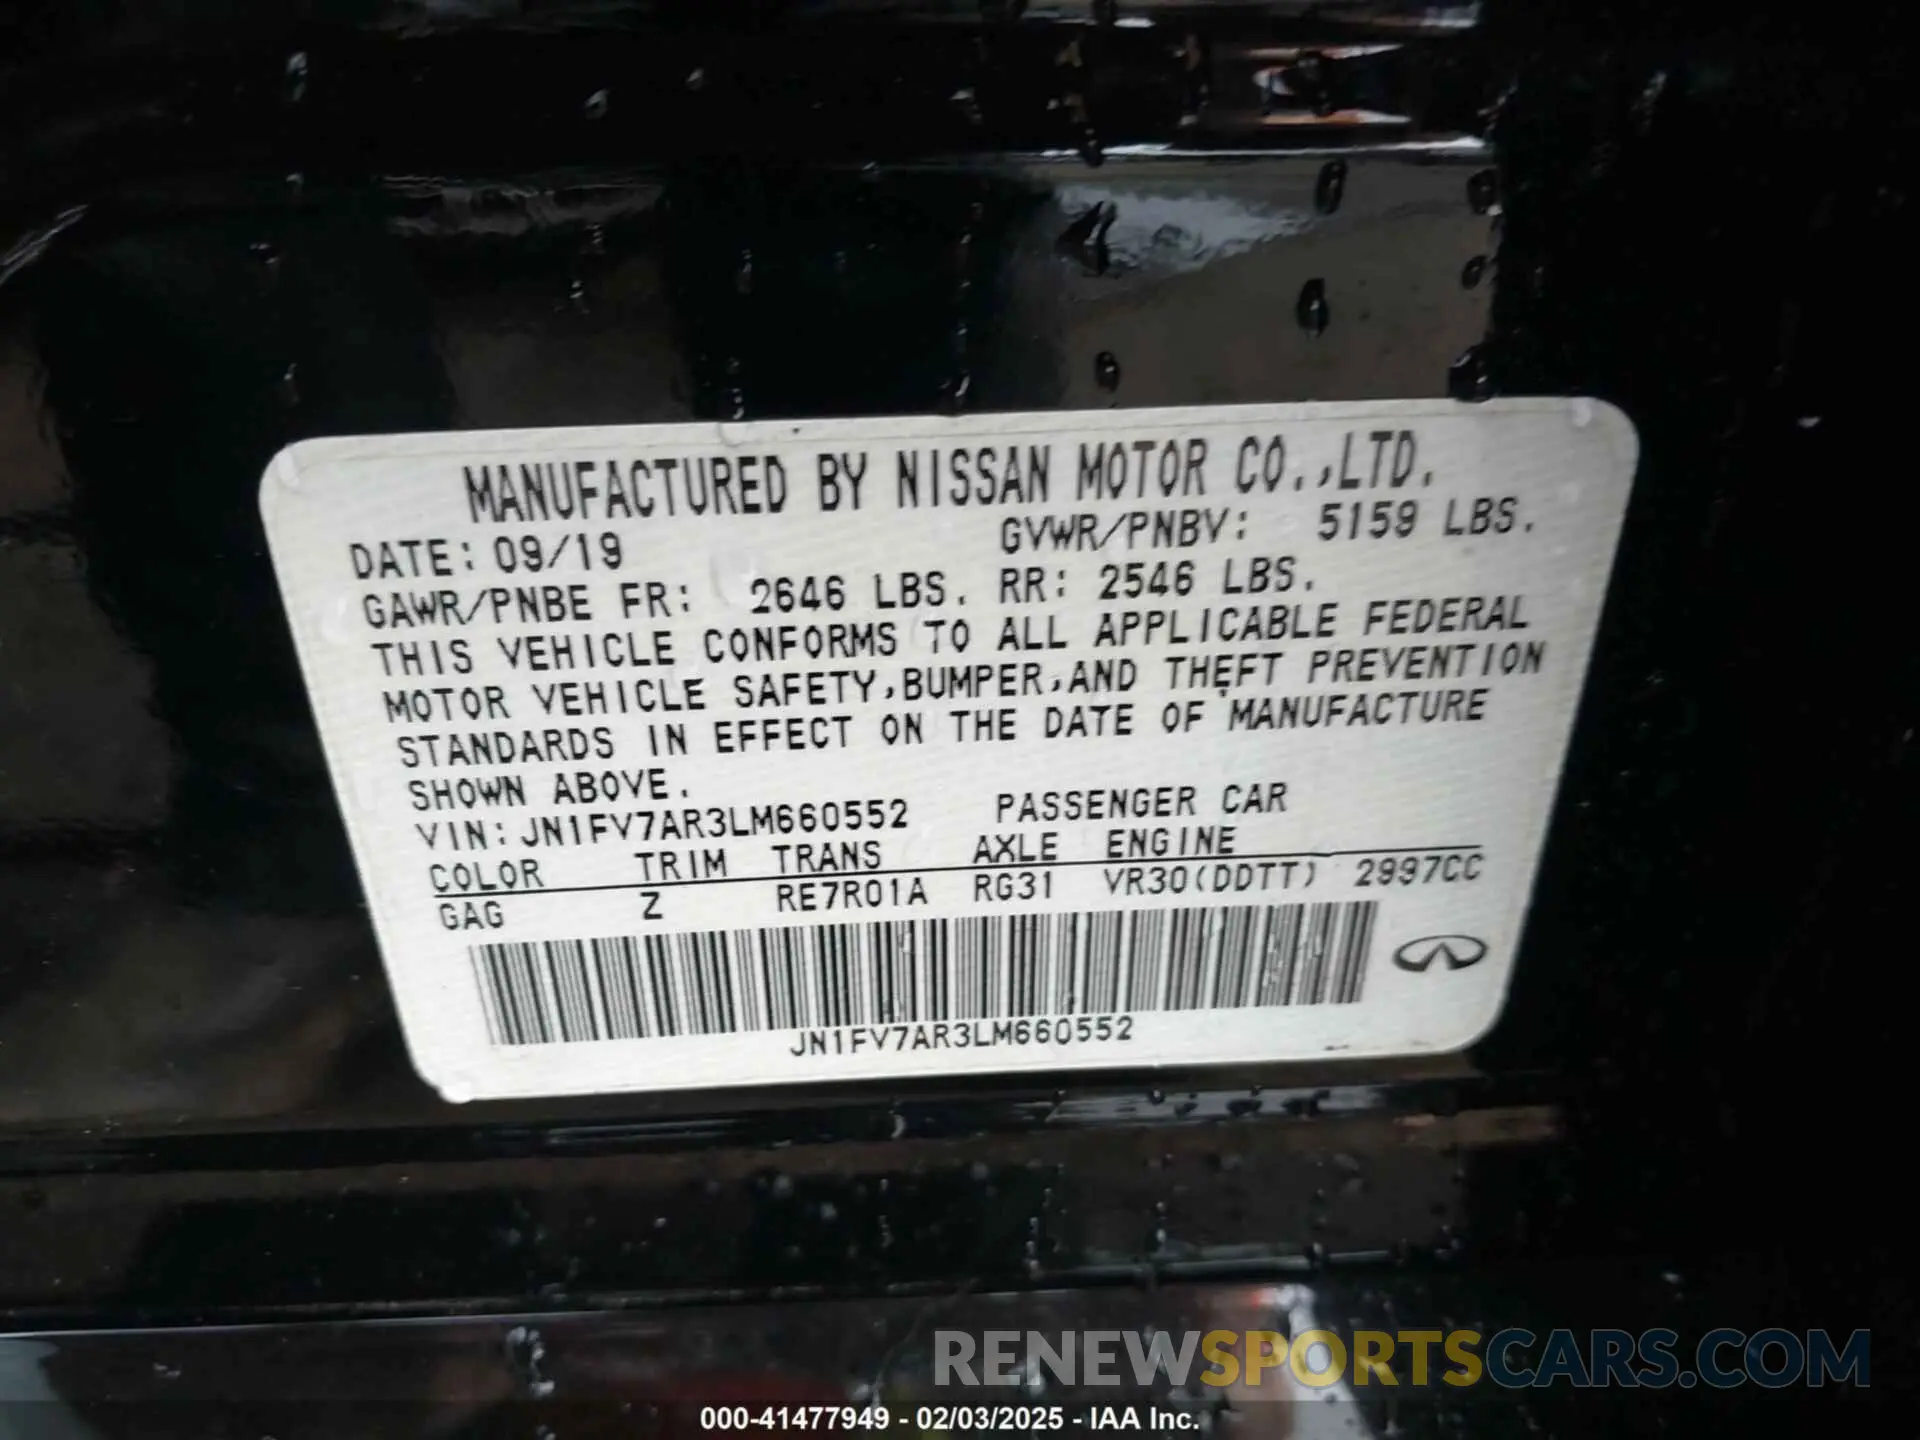 MANUFACTURED BY NISSAN MOTOR CO.,LTD.
DATE: 09/19 GVWR/PNBV: 5159 LBS.
GAWR/PNBE FR: 2646 LBS. RR: 2546 LBS.
THIS VEHICLE CONFORMS TO ALL APPLICABLE FEDERAL
MOTOR VEHICLE SAFETY,BUMPER,AND THEFT PREVENTION
STANDARDS IN EFFECT ON THE DATE OF MANUFACTURE
SHOWN ABOVE.
VIN: JN1FV7AR3LM660552 PASSENGER CAR
COLOR TRIM TRANS AXLE ENGINE
GAG Z RE7R01A RG31 VR30(DDTT) 2997CC
JN1FV7AR3LM660552
RENEWSPORTSCARS.COM
000-41477949 - 02/03/2025 - IAA Inc.